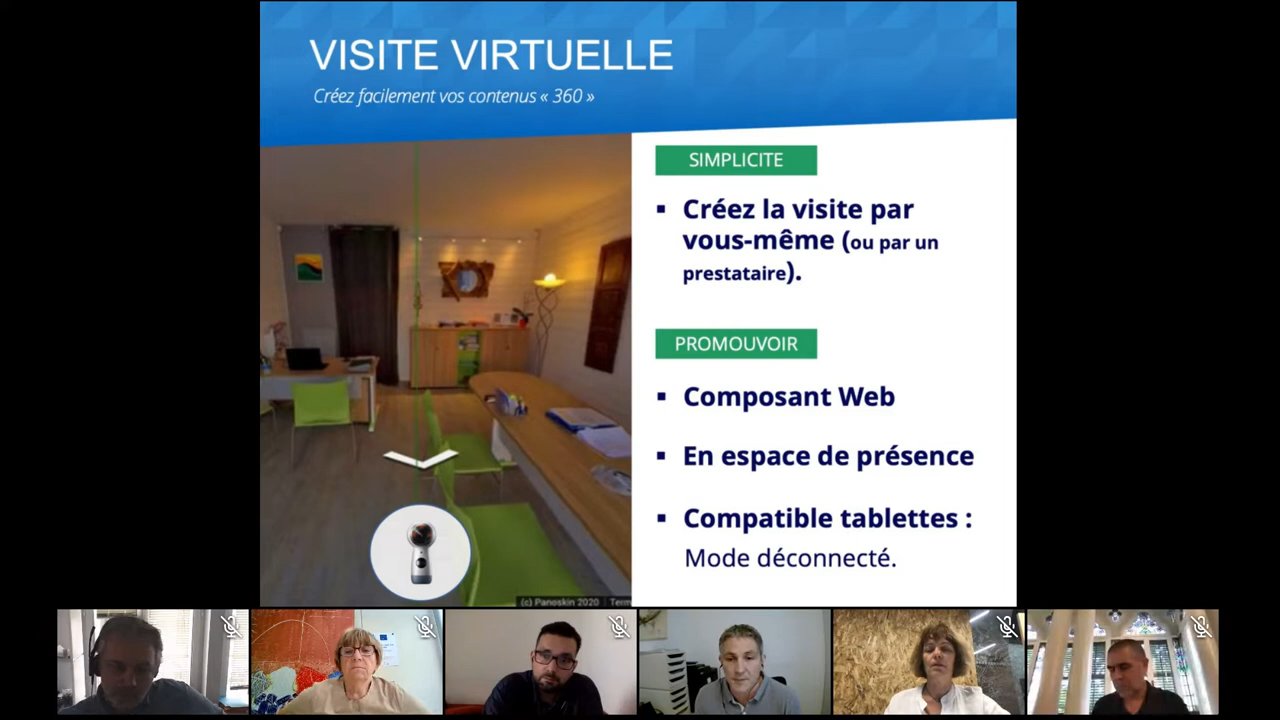 VISITE VIRTUELLE
Créez facilement vos contenus « 360 »
SIMPLICITE
▪ Créez la visite par
vous-même (ou par un
prestataire).
PROMOUVOIR
▪ Composant Web
▪ En espace de présence
▪ Compatible tablettes :
Mode déconnecté.
(c) Panoskin 2020 Term